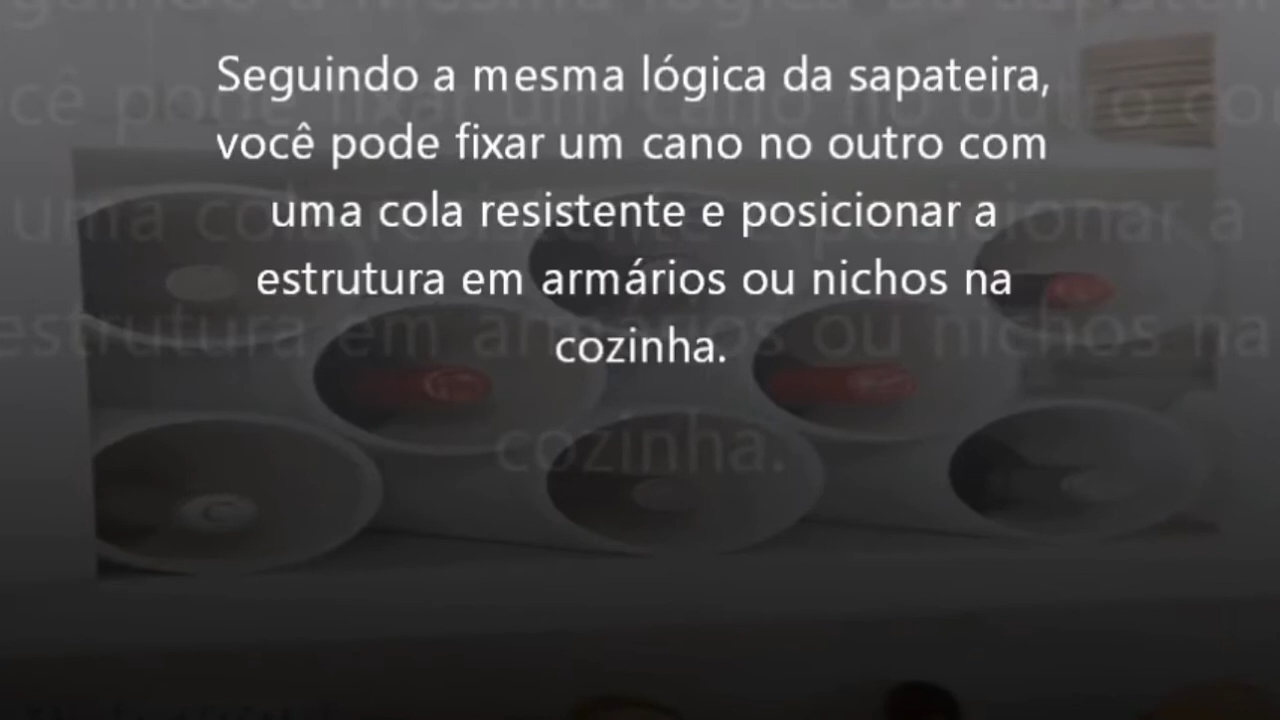 Seguindo a mesma lógica da sapateira,
você pode fixar um cano no outro com
uma cola resistente e posicionar a
estrutura em armários ou nichos na
cozinha.